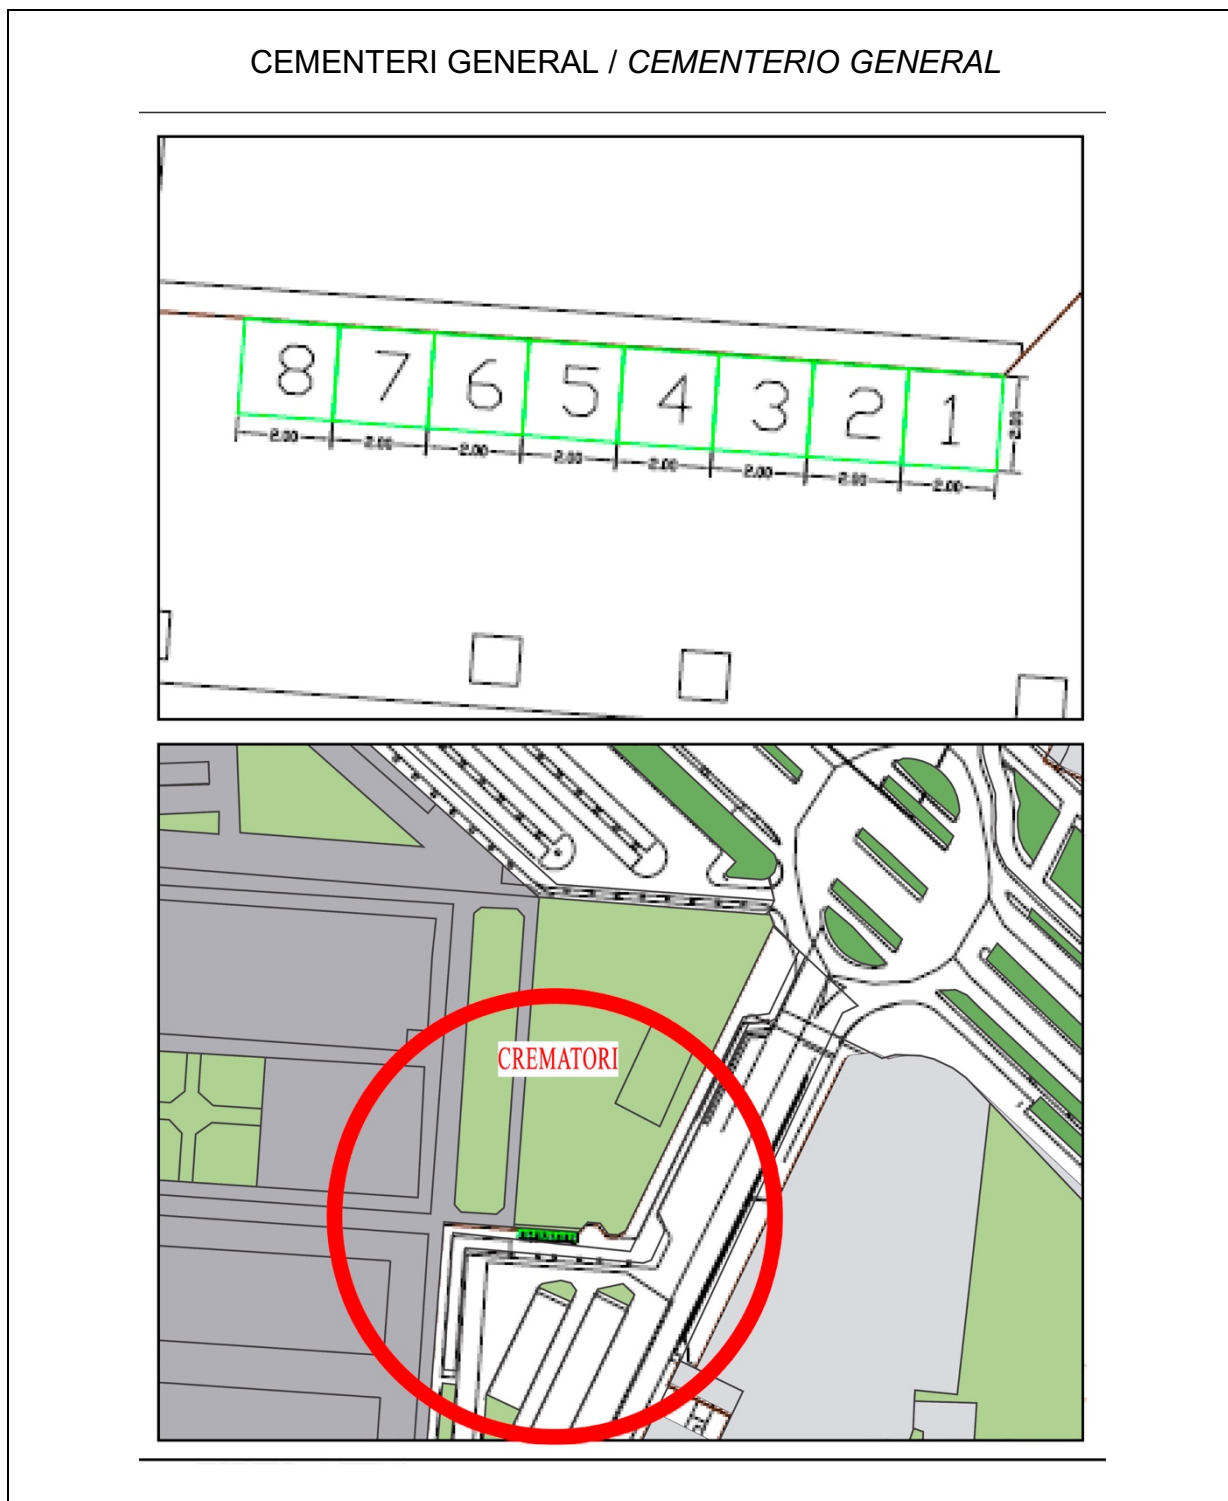 CEMENTERI GENERAL / CEMENTERIO GENERAL
8 7 6 5 4 3 2 1
2.00 2.00 2.00 2.00 2.00 2.00 2.00 2.00 2.00
CREMATORI